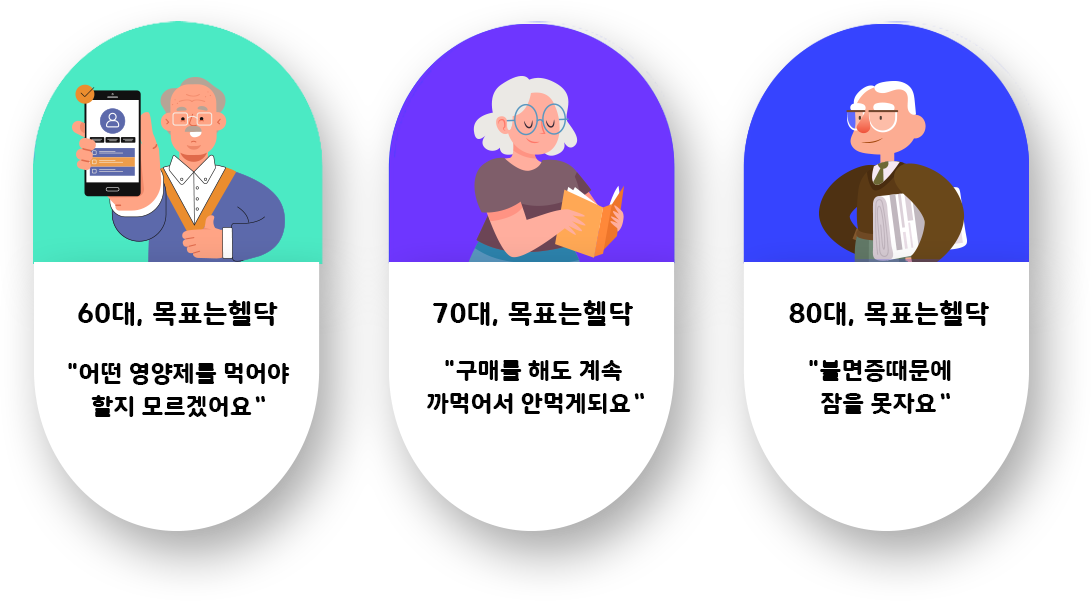 60대, 목표는헬닥
"어떤 영양제를 먹어야
할지 모르겠어요"
70대, 목표는헬닥
"구매를 해도 계속
까먹어서 안먹게되요"
80대, 목표는헬닥
"불면증때문에
잠을 못자요"